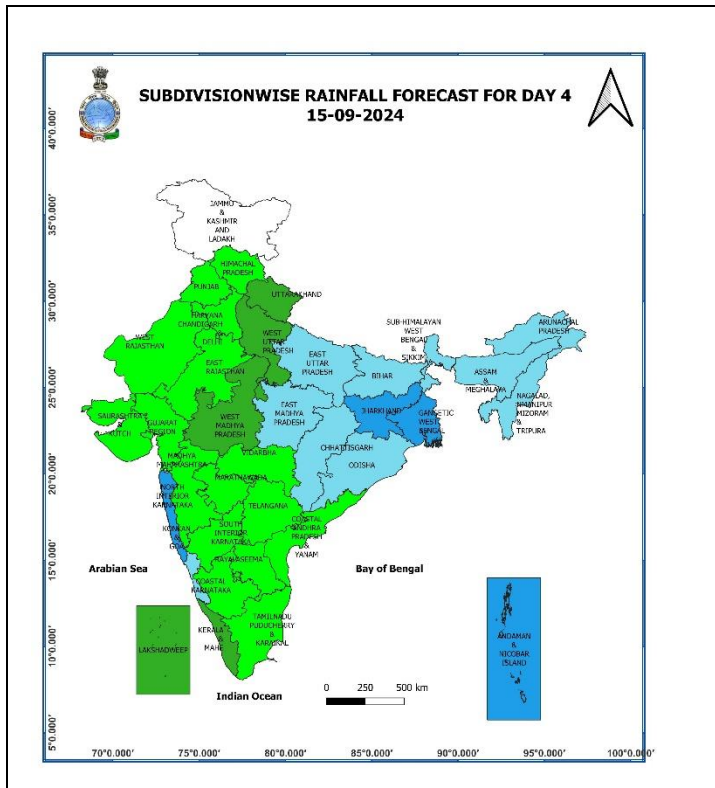 SUBDIVISIONWISE RAINFALL FORECAST FOR DAY 4
15-09-2024
40°0.000'
35°0.000'
30°0.000'
25°0.000'
20°0.000'
15°0.000'
10°0.000'
5°0.000'
JAMMO
&
KASHMIR
AND
LADAKH
HIMACHAL
PRADESH
PUNJAB
UTTARAKHAND
HARYANA
CHANDIGARH
&
DELHI
WEST
RAJASTHAN
WEST
UTTAR
PRADESH
EAST
RAJASTHAN
EAST
UTTAR
PRADESH
SUB-HIMALAYAN
WEST
BENGAL
&
SIKKIM
ARUNACHAL
PRADESH
BIHAR
ASSAM
&
MEGHALAYA
NAGALAD,
NMANIPUR
MIZORAM
&
TRIPURA
SAURASHTRA
&
KUTCH
GUJARAT
REGION
WEST
MADHYA
PRADESH
EAST
MADHYA
PRADESH
JHARKHAND
GANGETIC
WEST
BENGAL
CHHATTISGARH
ODISHA
VIDARBHA
MADHYA
MAHARASHTRA
MARATHAWADA
NORTH
INTERIOR
KARNATAKA
TELANGANA
KONKAN
&
GOA
SOUTH
INTERIOR
KARNATAKA
COASTAL
ANDHRA
PRADESH
&
YANAM
RAYALASEEMA
COASTAL
KARNATAKA
TAMILNADU
PUDUCHERRY
&
KARAIKAL
KERALA
&
MAHE
LAKSHADWEEP
ANDAMAN
&
NICOBAR
ISLAND
Arabian Sea
Bay of Bengal
Indian Ocean
0 250 500 km
70°0.000' 75°0.000' 80°0.000' 85°0.000' 90°0.000' 95°0.000' 100°0.000'